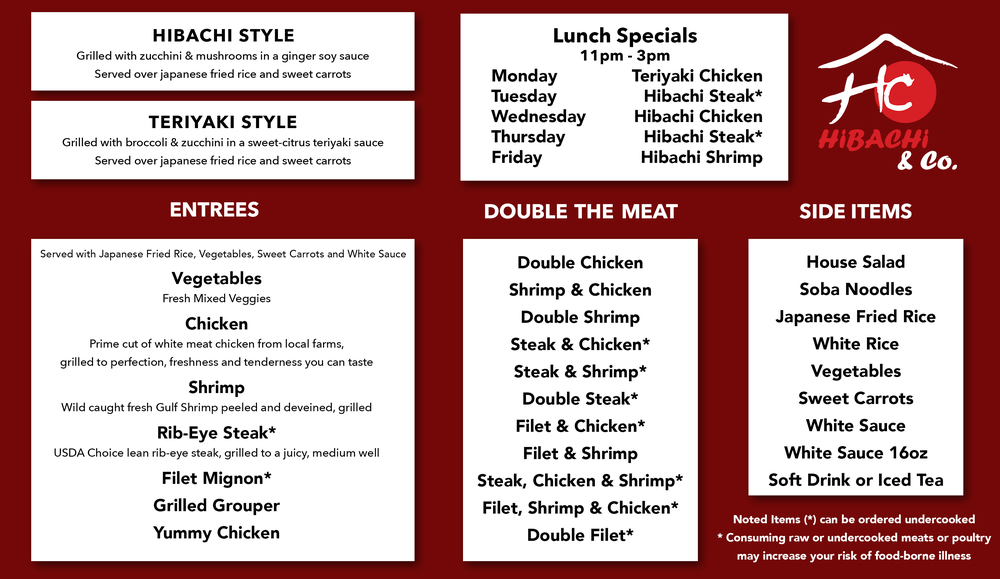 HIBACHI STYLE
Grilled with zucchini & mushrooms in a ginger soy sauce
Served over japanese fried rice and sweet carrots
TERIYAKI STYLE
Grilled with broccoli & zucchini in a sweet-citrus teriyaki sauce
Served over japanese fried rice and sweet carrots
Lunch Specials
11pm - 3pm
Monday Teriyaki Chicken
Tuesday Hibachi Steak*
Wednesday Hibachi Chicken
Thursday Hibachi Steak*
Friday Hibachi Shrimp
HC
HiBACHi
& Co.
ENTREES
Served with Japanese Fried Rice, Vegetables, Sweet Carrots and White Sauce
Vegetables
Fresh Mixed Veggies
Chicken
Prime cut of white meat chicken from local farms,
grilled to perfection, freshness and tenderness you can taste
Shrimp
Wild caught fresh Gulf Shrimp peeled and deveined, grilled
Rib-Eye Steak*
USDA Choice lean rib-eye steak, grilled to a juicy, medium well
Filet Mignon*
Grilled Grouper
Yummy Chicken
DOUBLE THE MEAT
Double Chicken
Shrimp & Chicken
Double Shrimp
Steak & Chicken*
Steak & Shrimp*
Double Steak*
Filet & Chicken*
Filet & Shrimp
Steak, Chicken & Shrimp*
Filet, Shrimp & Chicken*
Double Filet*
SIDE ITEMS
House Salad
Soba Noodles
Japanese Fried Rice
White Rice
Vegetables
Sweet Carrots
White Sauce
White Sauce 16oz
Soft Drink or Iced Tea
Noted Items (*) can be ordered undercooked
* Consuming raw or undercooked meats or poultry
may increase your risk of food-borne illness